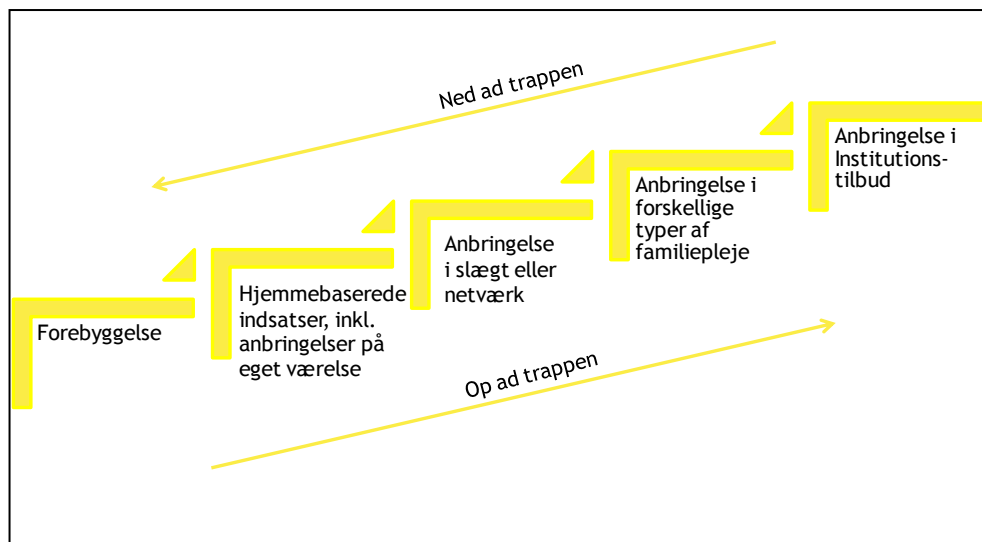 Ned ad trappen
Forebyggelse
Hjemmebaserede
indsatser, inkl.
anbringelser på
eget værelse
Anbringelse
i slægt eller
netværk
Anbringelse i
forskellige
typer af
familiepleje
Anbringelse i
Institutions-
tilbud
Op ad trappen